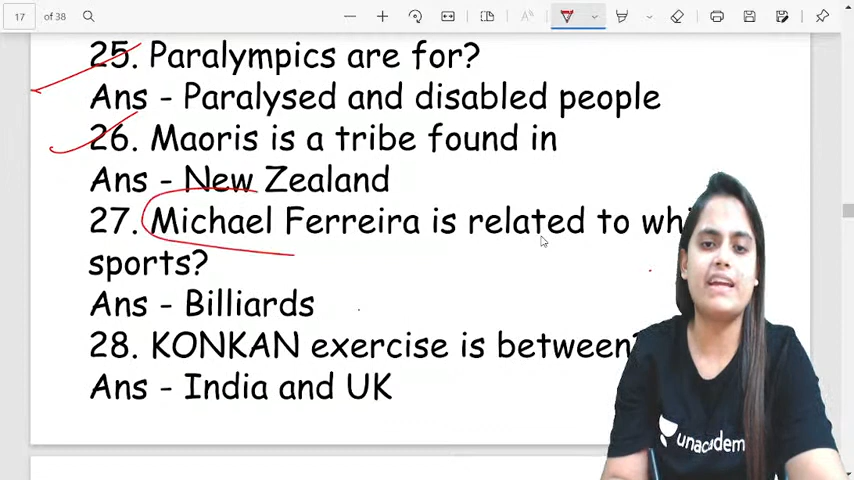 17 of 38
25. Paralympics are for?
Ans - Paralysed and disabled people
26. Maoris is a tribe found in
Ans - New Zealand
27. Michael Ferreira is related to
sports?
Ans - Billiards
28. KONKAN exercise is between?
Ans - India and UK
unacademy